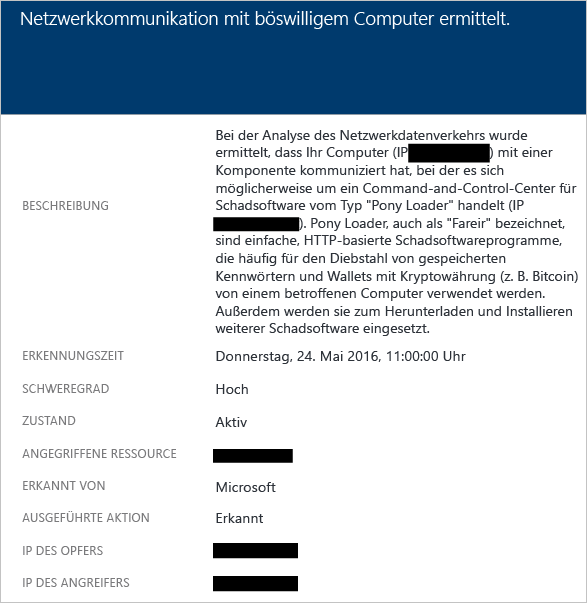 Netzwerkkommunikation mit böswilligem Computer ermittelt.
BESCHREIBUNG
Bei der Analyse des Netzwerkdatenverkehrs wurde
ermittelt, dass Ihr Computer (IP ) mit einer
Komponente kommuniziert hat, bei der es sich
möglicherweise um ein Command-and-Control-Center für
Schadsoftware vom Typ "Pony Loader" handelt (IP
). Pony Loader, auch als "Fareir" bezeichnet,
sind einfache, HTTP-basierte Schadsoftwareprogramme,
die häufig für den Diebstahl von gespeicherten
Kennwörtern und Wallets mit Kryptowährung (z. B. Bitcoin)
von einem betroffenen Computer verwendet werden.
Außerdem werden sie zum Herunterladen und Installieren
weiterer Schadsoftware eingesetzt.
ERKENNUNGSZEIT Donnerstag, 24. Mai 2016, 11:00:00 Uhr
SCHWEREGRAD Hoch
ZUSTAND Aktiv
ANGEGRIFFENE RESSOURCE
ERKANNT VON Microsoft
AUSGEFÜHRTE AKTION Erkannt
IP DES OPFERS
IP DES ANGREIFERS